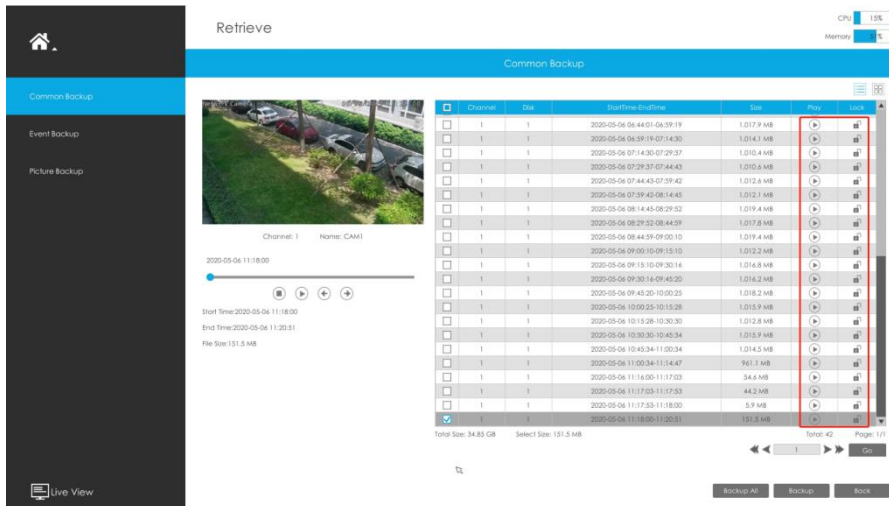 Retrieve
CPU 15%
Memory 51%
Common Backup
Common Backup
Event Backup
Picture Backup
Network Camera
Channel: 1 Name: CAM1
2020-05-06 11:18:00
Start Time:2020-05-06 11:18:00
End Time:2020-05-06 11:20:51
File Size:151.5 MB
Channel Disk StartTime-EndTime Size Play Lock
1 1 2020-05-06 06:44:01-06:59:19 1,017.9 MB
1 1 2020-05-06 06:59:19-07:14:30 1,014.1 MB
1 1 2020-05-06 07:14:30-07:29:37 1,010.4 MB
1 1 2020-05-06 07:29:37-07:44:43 1,010.6 MB
1 1 2020-05-06 07:44:43-07:59:42 1,012.6 MB
1 1 2020-05-06 07:59:42-08:14:45 1,012.1 MB
1 1 2020-05-06 08:14:45-08:29:52 1,019.4 MB
1 1 2020-05-06 08:29:52-08:44:59 1,017.8 MB
1 1 2020-05-06 08:44:59-09:00:10 1,019.4 MB
1 1 2020-05-06 09:00:10-09:15:10 1,012.2 MB
1 1 2020-05-06 09:15:10-09:30:16 1,016.8 MB
1 1 2020-05-06 09:30:16-09:45:20 1,016.2 MB
1 1 2020-05-06 09:45:20-10:00:25 1,018.2 MB
1 1 2020-05-06 10:00:25-10:15:28 1,015.9 MB
1 1 2020-05-06 10:15:28-10:30:30 1,012.8 MB
1 1 2020-05-06 10:30:30-10:45:34 1,015.9 MB
1 1 2020-05-06 10:45:34-11:00:34 1,014.5 MB
1 1 2020-05-06 11:00:34-11:14:47 961.1 MB
1 1 2020-05-06 11:16:00-11:17:03 54.6 MB
1 1 2020-05-06 11:17:03-11:17:53 44.2 MB
1 1 2020-05-06 11:17:53-11:18:00 5.9 MB
1 1 2020-05-06 11:18:00-11:20:51 151.5 MB
Total Size: 34.85 GB Select Size: 151.5 MB Total: 42 Page: 1/1
1 Go
Live View
Backup All Backup Back